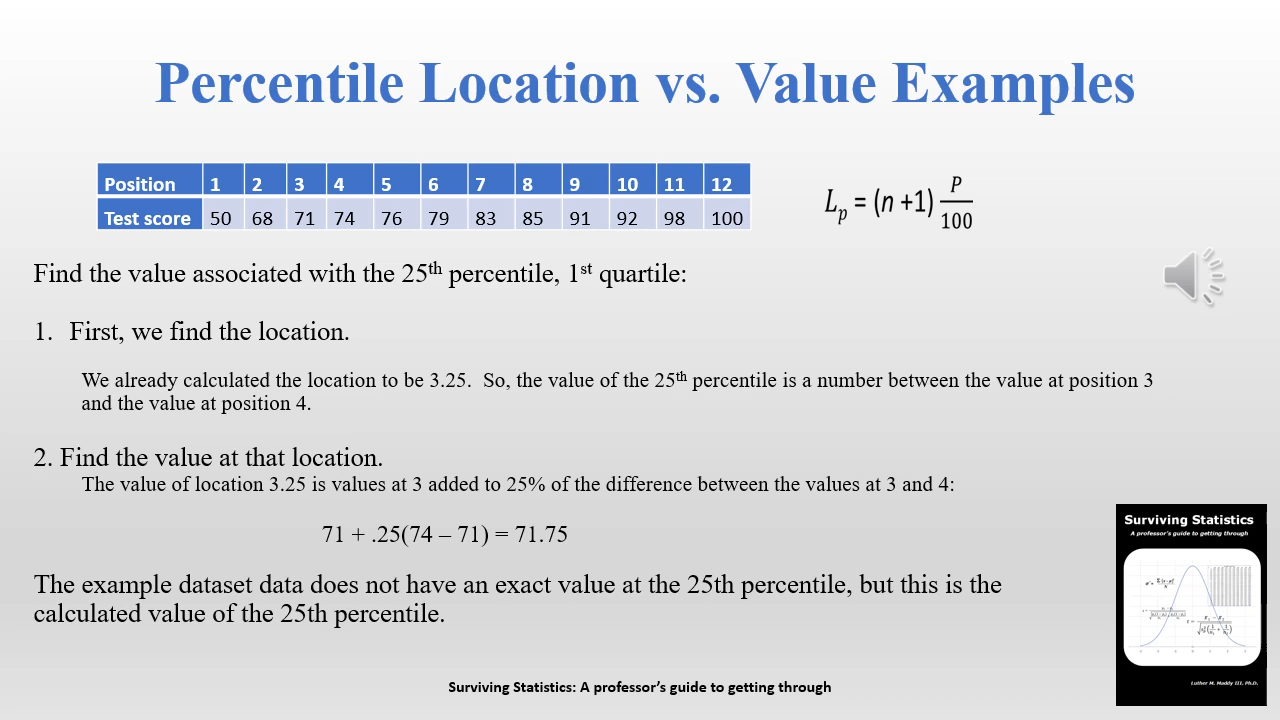 Percentile Location vs. Value Examples
Position 1 2 3 4 5 6 7 8 9 10 11 12
Test score 50 68 71 74 76 79 83 85 91 92 98 100
Lₚ = (n +1) P/100
Find the value associated with the 25th percentile, 1st quartile:
1. First, we find the location.
We already calculated the location to be 3.25. So, the value of the 25th percentile is a number between the value at position 3
and the value at position 4.
2. Find the value at that location.
The value of location 3.25 is values at 3 added to 25% of the difference between the values at 3 and 4:
71 + .25(74 – 71) = 71.75
The example dataset data does not have an exact value at the 25th percentile, but this is the
calculated value of the 25th percentile.
Surviving Statistics
A professor's guide to getting through
Luther M. Maddy III, Ph.D.
Surviving Statistics: A professor’s guide to getting through